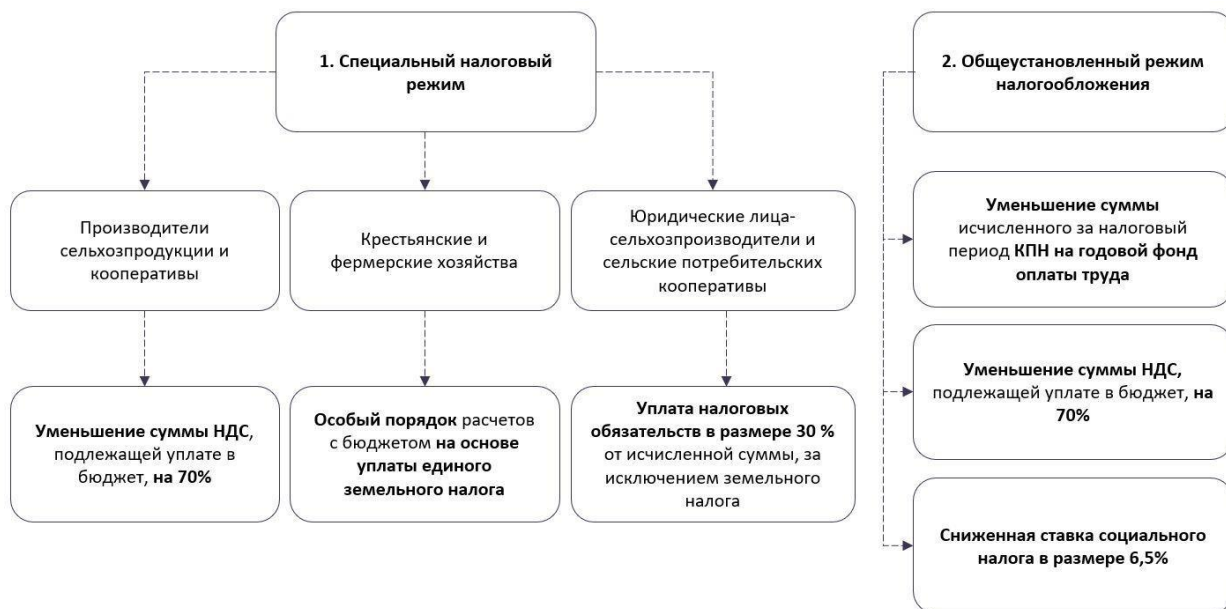 1. Специальный налоговый
режим
2. Общеустановленный режим
налогообложения
Производители
сельхозпродукции и
кооперативы
Крестьянские и
фермерские хозяйства
Юридические лица-
сельхозпроизводители и
сельские потребительских
кооперативы
Уменьшение суммы НДС,
подлежащей уплате в
бюджет, на 70%
Особый порядок расчетов
с бюджетом на основе
уплаты единого
земельного налога
Уплата налоговых
обязательств в размере 30 %
от исчисленной суммы, за
исключением земельного
налога
Уменьшение суммы
исчисленного за налоговый
период КПН на годовой фонд
оплаты труда
Уменьшение суммы НДС,
подлежащей уплате в бюджет, на
70%
Сниженная ставка социального
налога в размере 6,5%